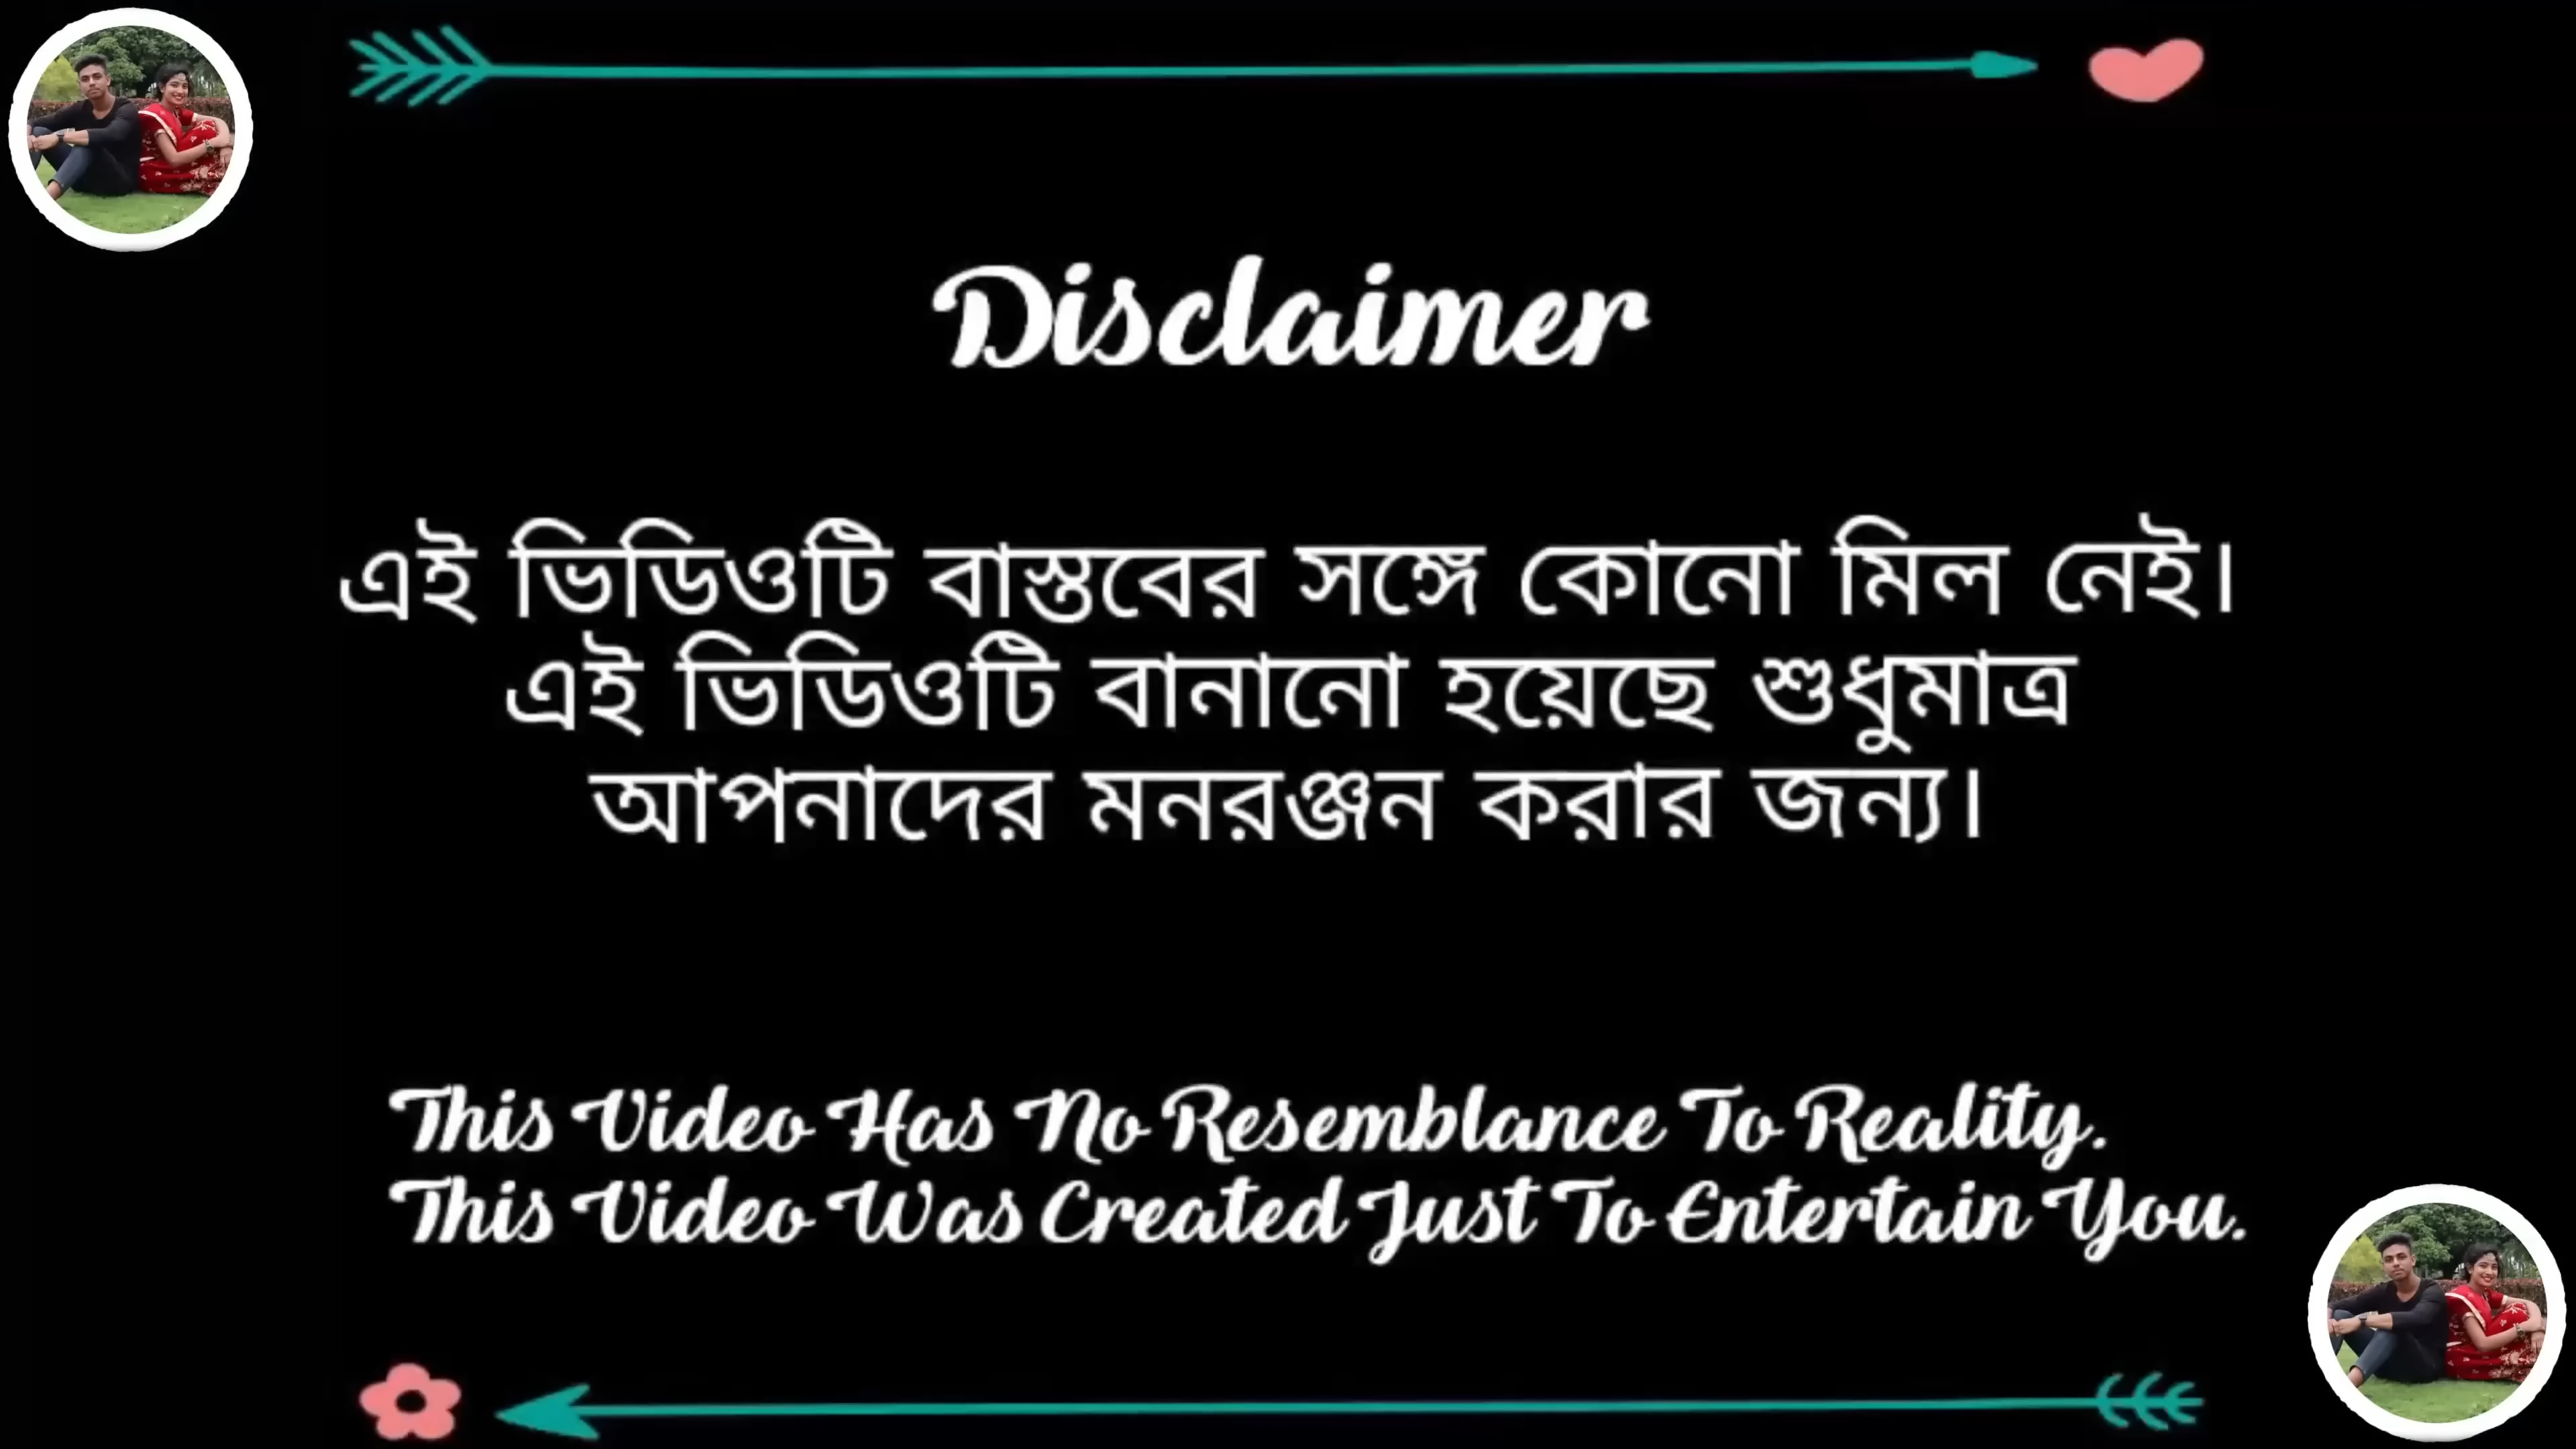 Disclaimer
এই ভিডিওটি বাস্তবের সঙ্গে কোনো মিল নেই।
এই ভিডিওটি বানানো হয়েছে শুধুমাত্র
আপনাদের মনরঞ্জন করার জন্য।
This Video Has No Resemblance To Reality.
This Video Was Created Just To Entertain You.